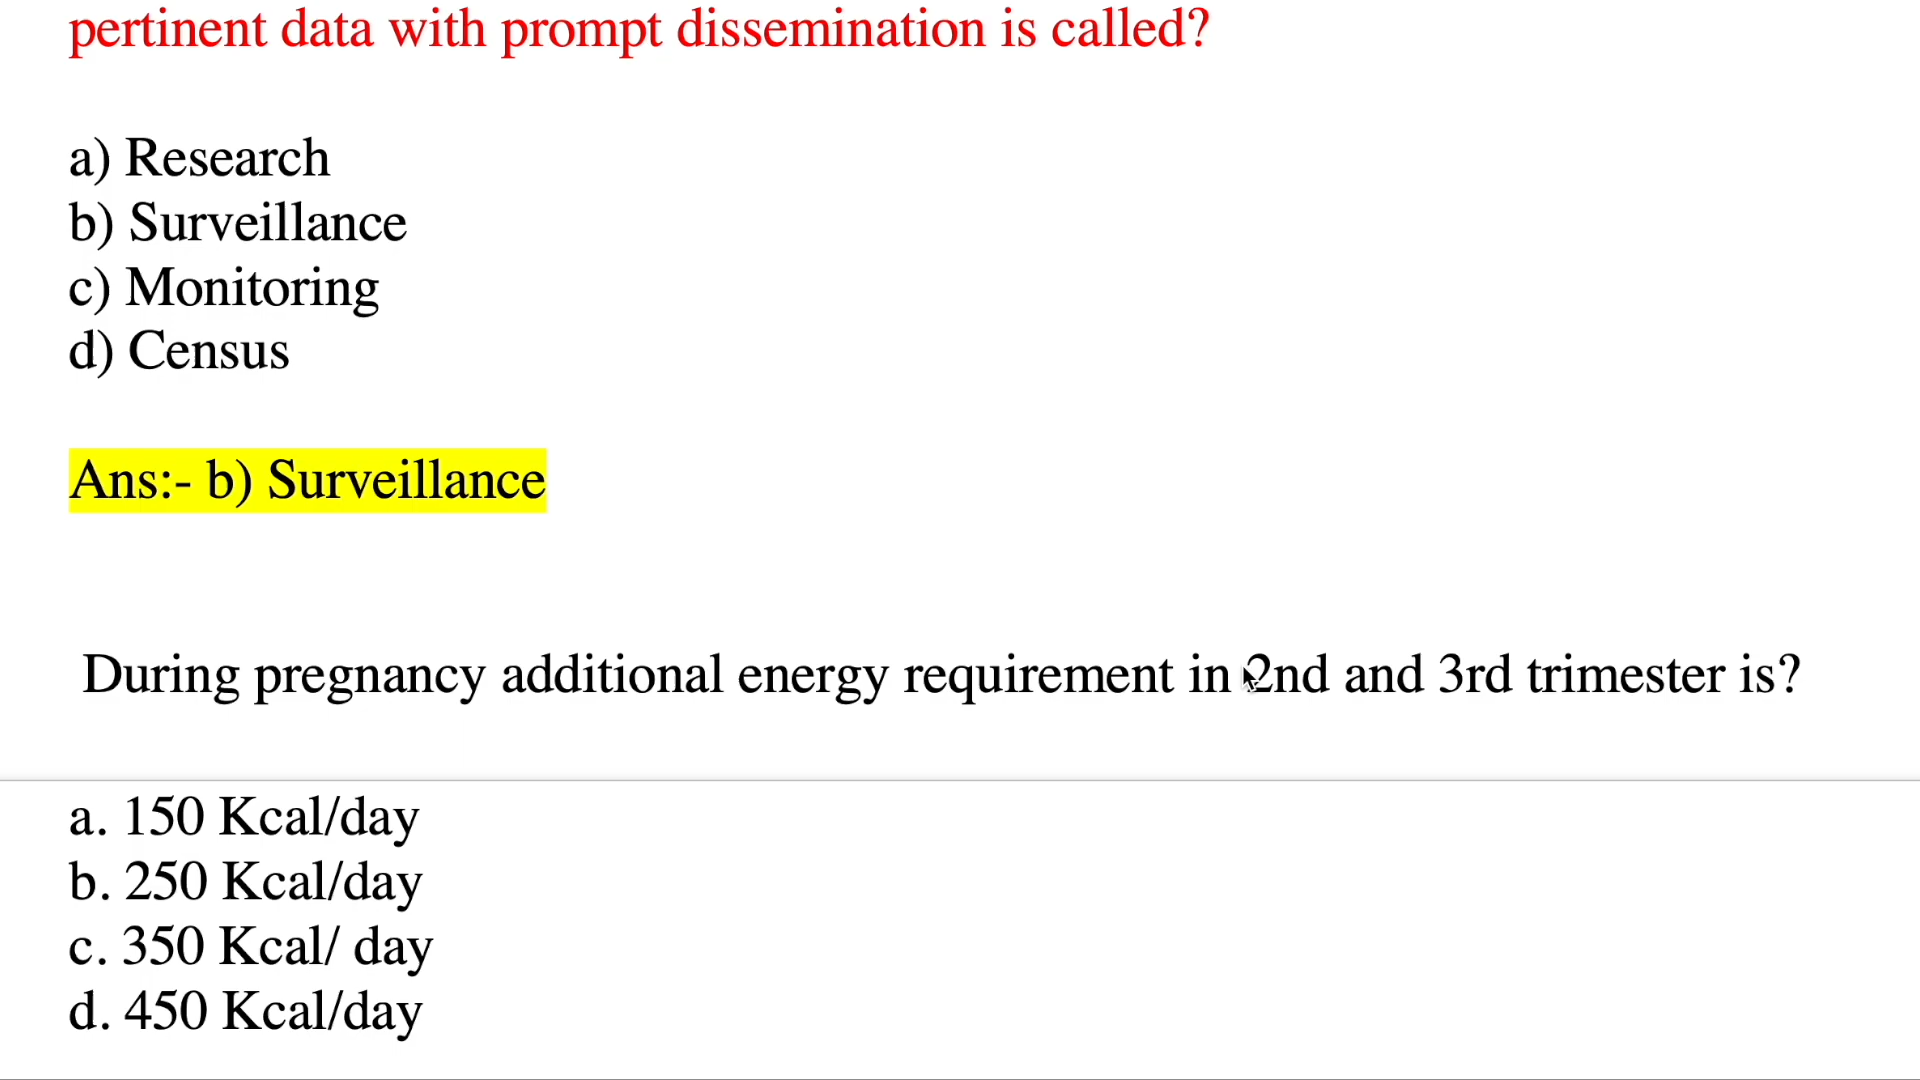 pertinent data with prompt dissemination is called?
a) Research
b) Surveillance
c) Monitoring
d) Census
Ans:- b) Surveillance
During pregnancy additional energy requirement in 2nd and 3rd trimester is?
a. 150 Kcal/day
b. 250 Kcal/day
c. 350 Kcal/ day
d. 450 Kcal/day